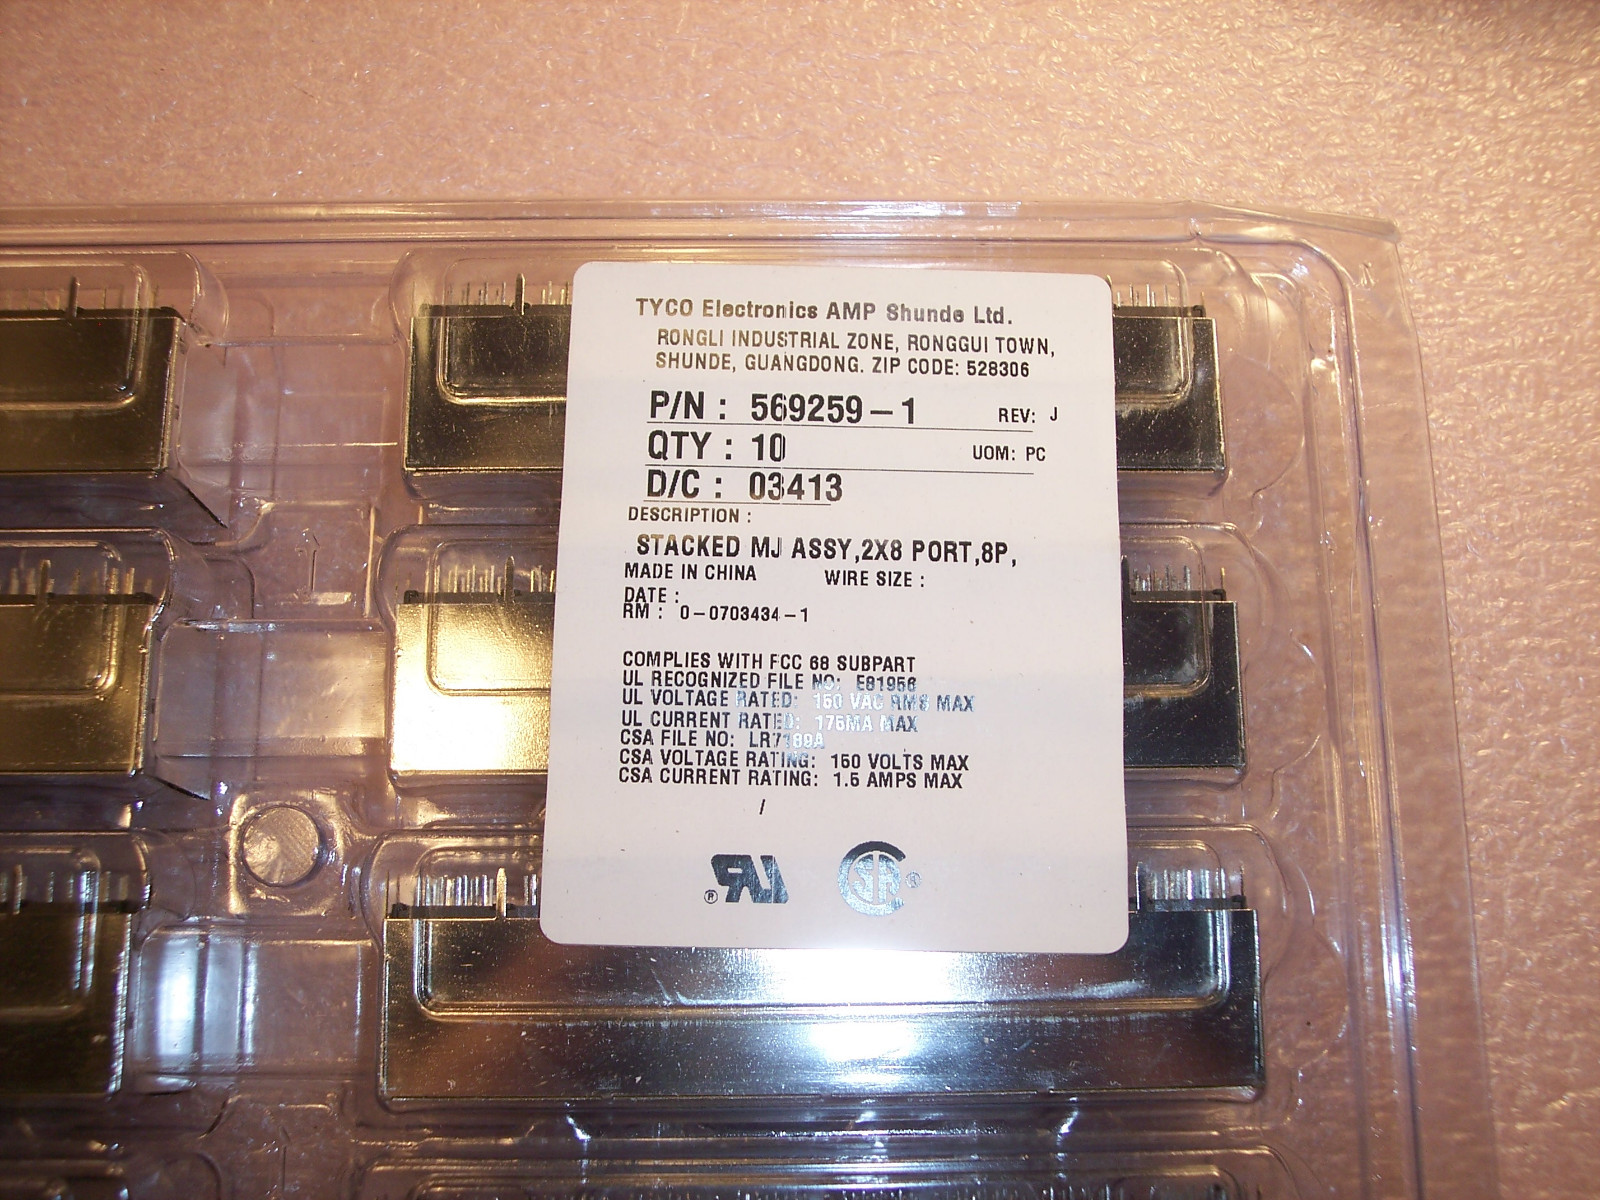 TYCO Electronics AMP Shunde Ltd.
RONGLI INDUSTRIAL ZONE, RONGGUI TOWN,
SHUNDE, GUANGDONG. ZIP CODE: 528306
P/N : 569259-1 REV: J
QTY : 10 UOM: PC
D/C : 03413
DESCRIPTION :
STACKED MJ ASSY,2X8 PORT,8P,
MADE IN CHINA WIRE SIZE :
DATE :
RM : 0-0703434-1
COMPLIES WITH FCC 68 SUBPART
UL RECOGNIZED FILE NO: E81956
UL VOLTAGE RATED: 150 VAC RMS MAX
UL CURRENT RATED: 175MA MAX
CSA FILE NO: LR7189A
CSA VOLTAGE RATING: 150 VOLTS MAX
CSA CURRENT RATING: 1.5 AMPS MAX
/